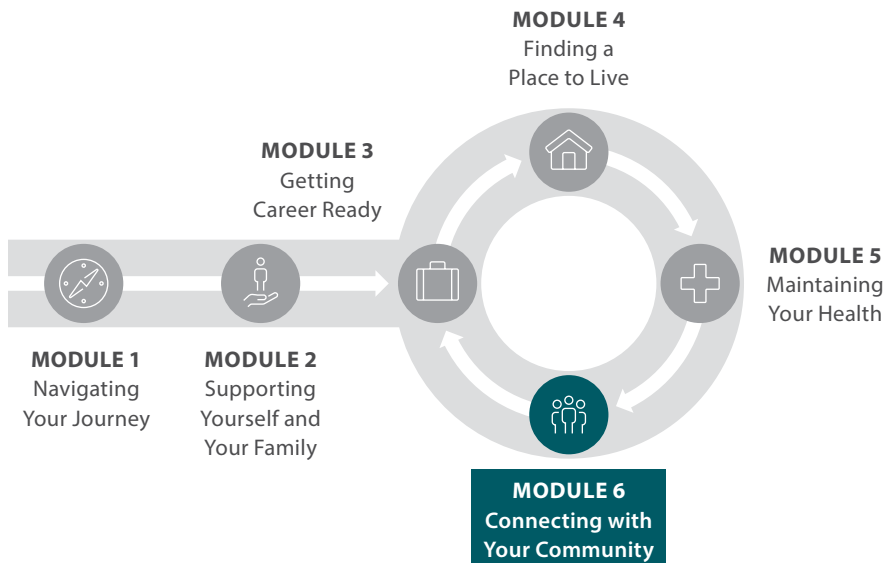 MODULE 4
Finding a
Place to Live
MODULE 3
Getting
Career Ready
MODULE 5
Maintaining
Your Health
MODULE 1
Navigating
Your Journey
MODULE 2
Supporting
Yourself and
Your Family
MODULE 6
Connecting with
Your Community